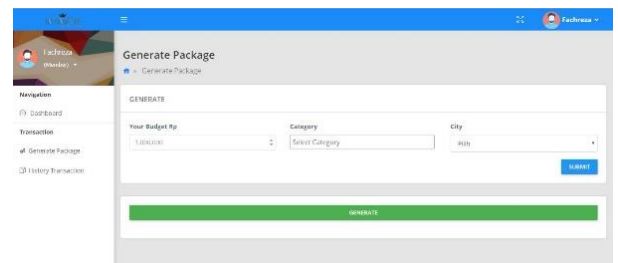 Fachreza
Fachreza
(Member)
Generate Package
Generate Package
Navigation
Dashboard
Transaction
Generate Package
History Transaction
GENERATE
Your Budget Rp
Category
City
1.000.000
Select Category
Pilih
SUBMIT
GENERATE